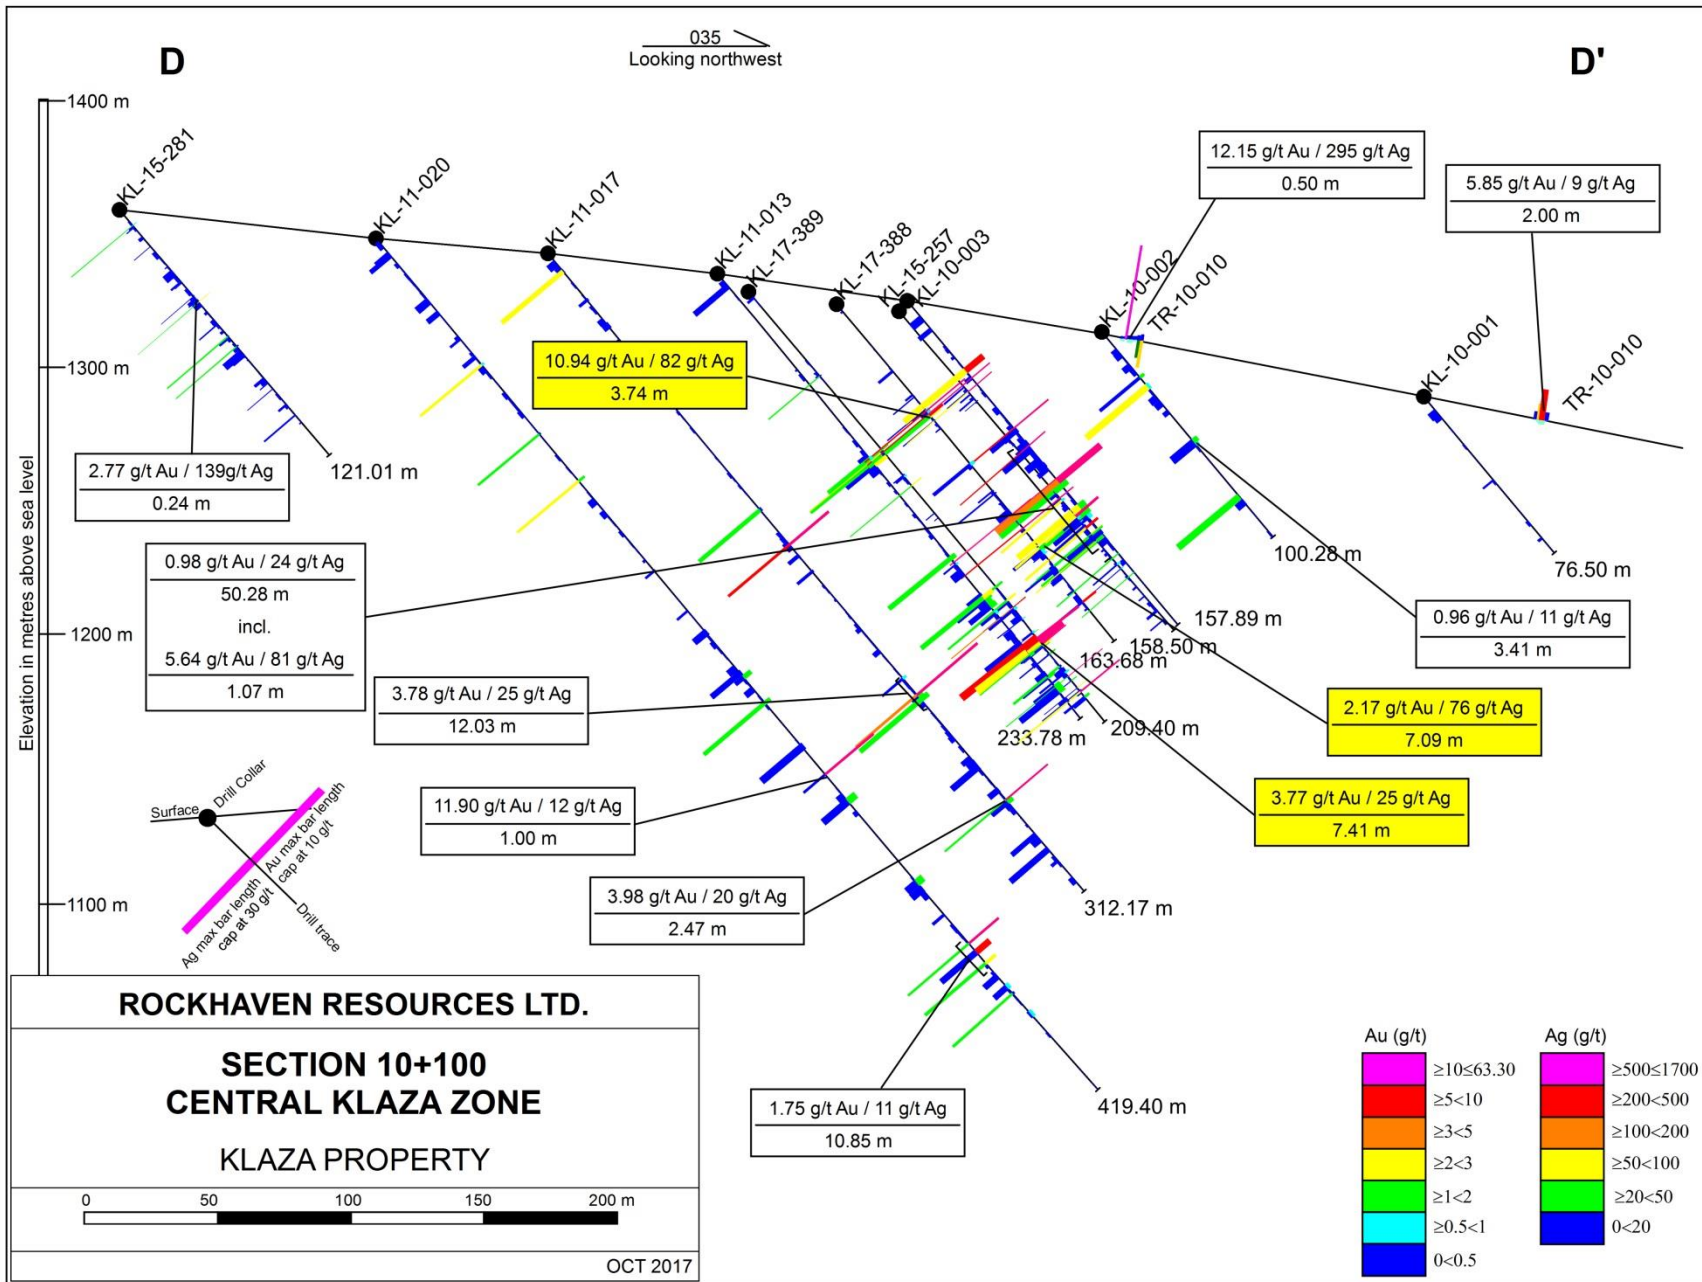 035
Looking northwest
D
D'
Elevation in metres above sea level
1400 m
1300 m
1200 m
1100 m
KL-15-281
KL-11-020
KL-11-017
KL-11-013
KL-17-389
KL-17-388
KL-15-257
KL-10-003
KL-10-002
TR-10-010
KL-10-001
TR-10-010
12.15 g/t Au / 295 g/t Ag
0.50 m
5.85 g/t Au / 9 g/t Ag
2.00 m
10.94 g/t Au / 82 g/t Ag
3.74 m
2.77 g/t Au / 139g/t Ag
0.24 m
121.01 m
0.98 g/t Au / 24 g/t Ag
50.28 m
incl.
5.64 g/t Au / 81 g/t Ag
1.07 m
100.28 m
76.50 m
157.89 m
158.50 m
163.68 m
0.96 g/t Au / 11 g/t Ag
3.41 m
3.78 g/t Au / 25 g/t Ag
12.03 m
209.40 m
233.78 m
2.17 g/t Au / 76 g/t Ag
7.09 m
11.90 g/t Au / 12 g/t Ag
1.00 m
3.77 g/t Au / 25 g/t Ag
7.41 m
3.98 g/t Au / 20 g/t Ag
2.47 m
312.17 m
Surface
Drill Collar
Au max bar length
cap at 10 g/t
Ag max bar length
cap at 30 g/t
Drill trace
1.75 g/t Au / 11 g/t Ag
10.85 m
419.40 m
ROCKHAVEN RESOURCES LTD.
SECTION 10+100
CENTRAL KLAZA ZONE
KLAZA PROPERTY
0 50 100 150 200 m
OCT 2017
Au (g/t)
≥10≤63.30
≥5<10
≥3<5
≥2<3
≥1<2
≥0.5<1
0<0.5
Ag (g/t)
≥500≤1700
≥200<500
≥100<200
≥50<100
≥20<50
0<20